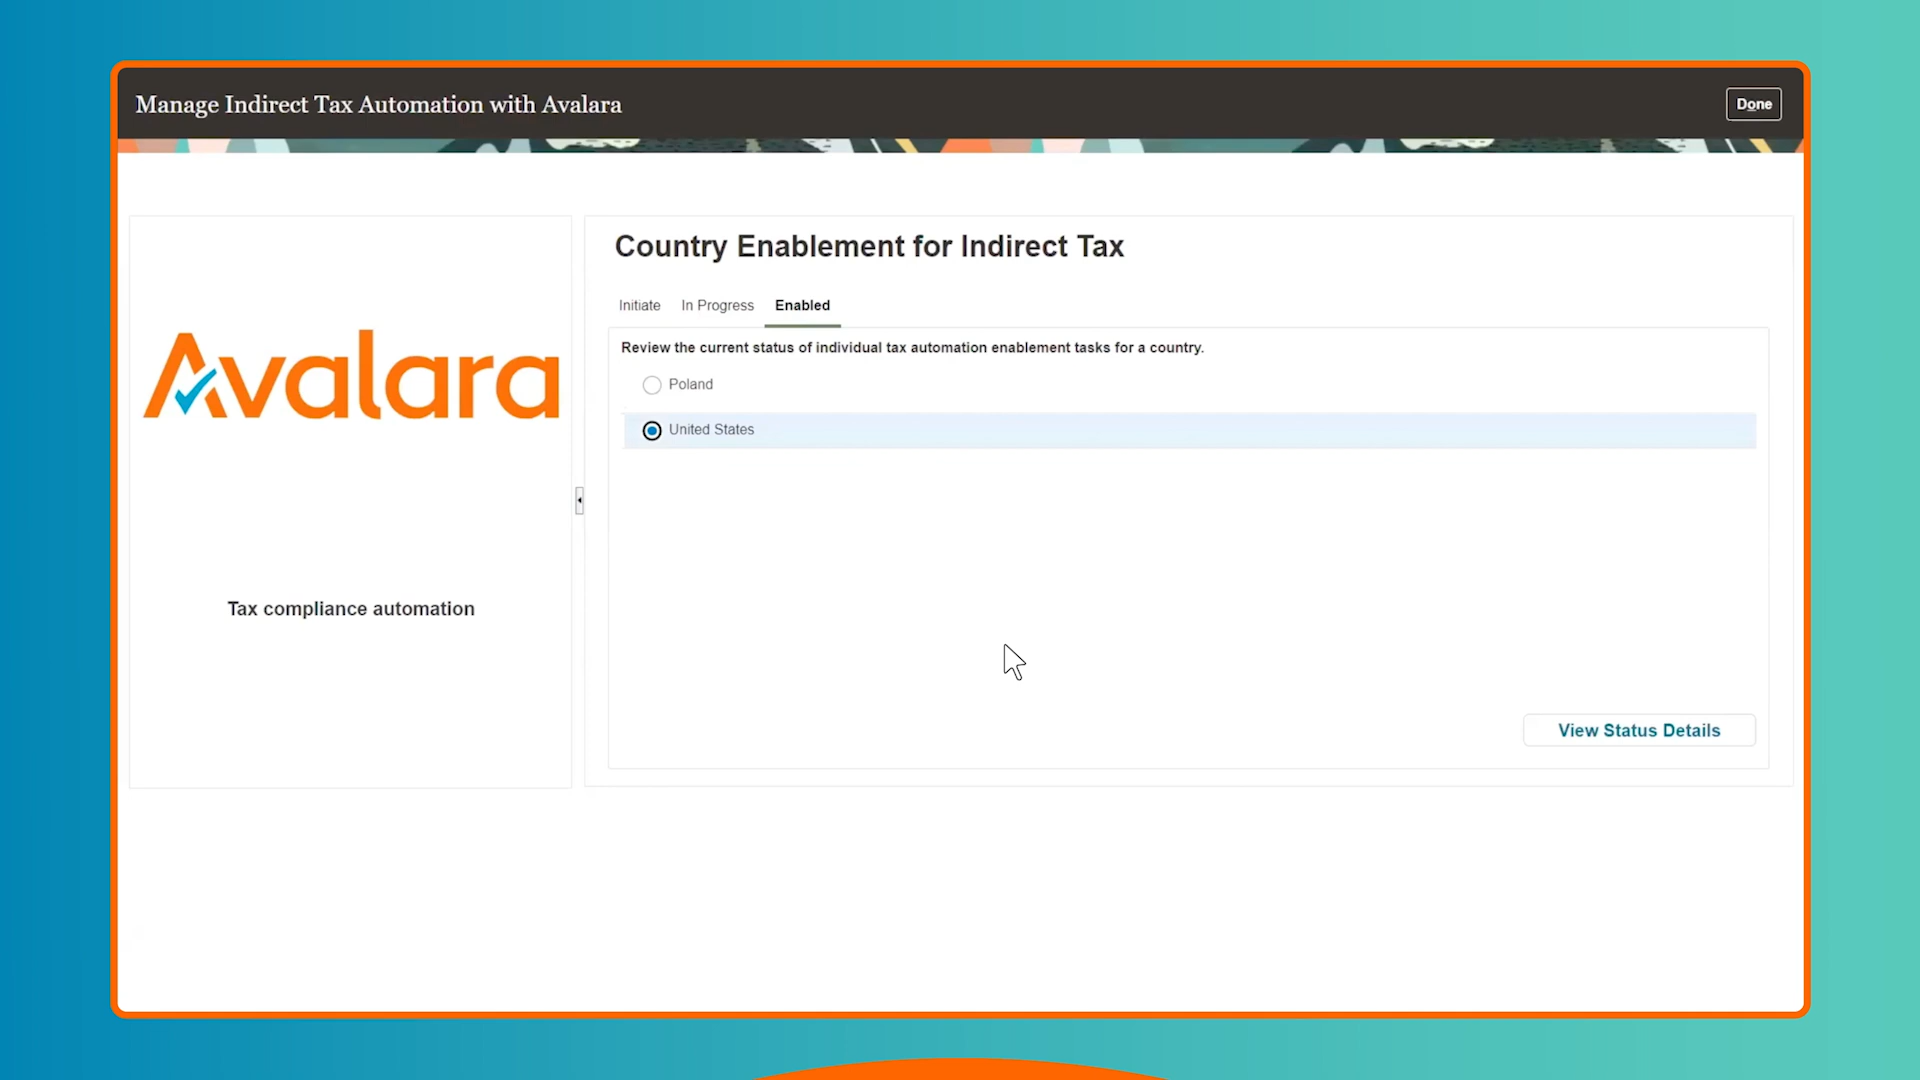 Manage Indirect Tax Automation with Avalara
Done
Avalara
Tax compliance automation
Country Enablement for Indirect Tax
Initiate In Progress Enabled
Review the current status of individual tax automation enablement tasks for a country.
Poland
United States
View Status Details